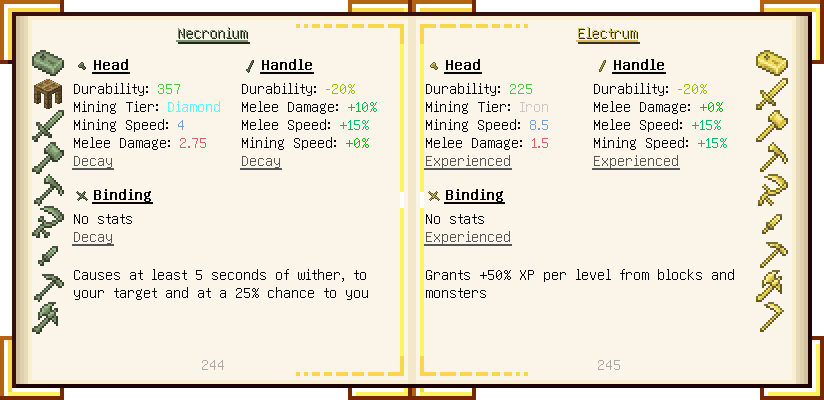 Necronium
Head
Durability: 357
Mining Tier: Diamond
Mining Speed: 4
Melee Damage: 2.75
Decay
Handle
Durability: -20%
Melee Damage: +10%
Melee Speed: +15%
Mining Speed: +0%
Decay
Binding
No stats
Decay
Causes at least 5 seconds of wither, to
your target and at a 25% chance to you
244
Electrum
Head
Durability: 225
Mining Tier: Iron
Mining Speed: 8.5
Melee Damage: 1.5
Experienced
Handle
Durability: -20%
Melee Damage: +0%
Melee Speed: +15%
Mining Speed: +15%
Experienced
Binding
No stats
Experienced
Grants +50% XP per level from blocks and
monsters
245